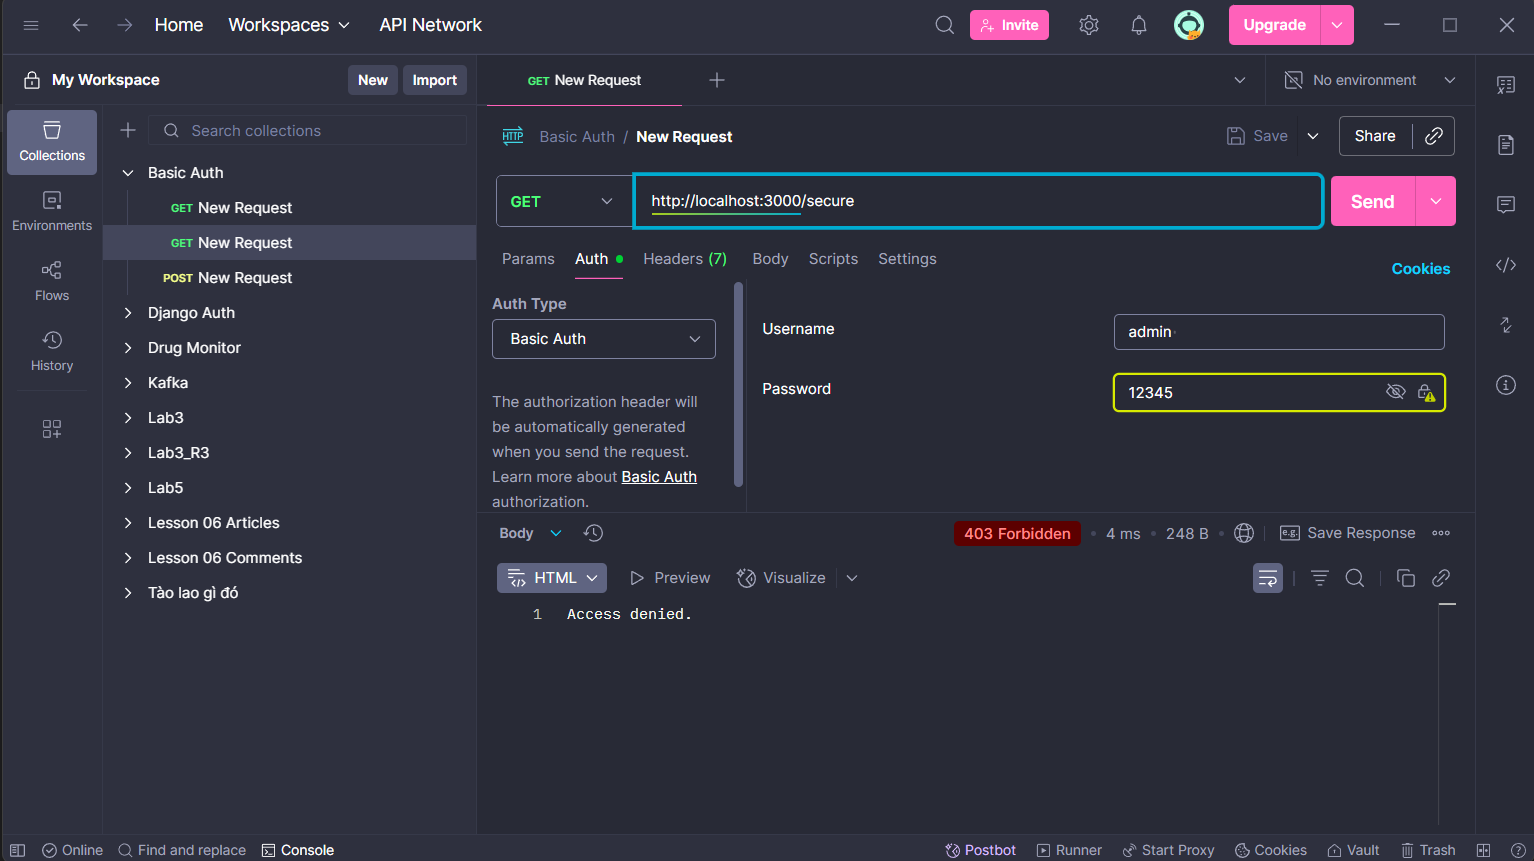 Home Workspaces API Network Invite Upgrade
My Workspace New Import
GET New Request
No environment
Collections
Environments
Flows
History
Search collections
Basic Auth
GET New Request
GET New Request
POST New Request
Django Auth
Drug Monitor
Kafka
Lab3
Lab3_R3
Lab5
Lesson 06 Articles
Lesson 06 Comments
Tào lao gì đó
HTTP Basic Auth / New Request Save Share
GET http://localhost:3000/secure Send
Params Auth Headers (7) Body Scripts Settings Cookies
Auth Type
Basic Auth
The authorization header will
be automatically generated
when you send the request.
Learn more about Basic Auth
authorization.
Username admin
Password 12345
Body 403 Forbidden 4 ms 248 B e.g. Save Response
HTML Preview Visualize
1 Access denied.
Online Find and replace Console Postbot Runner Start Proxy Cookies Vault Trash